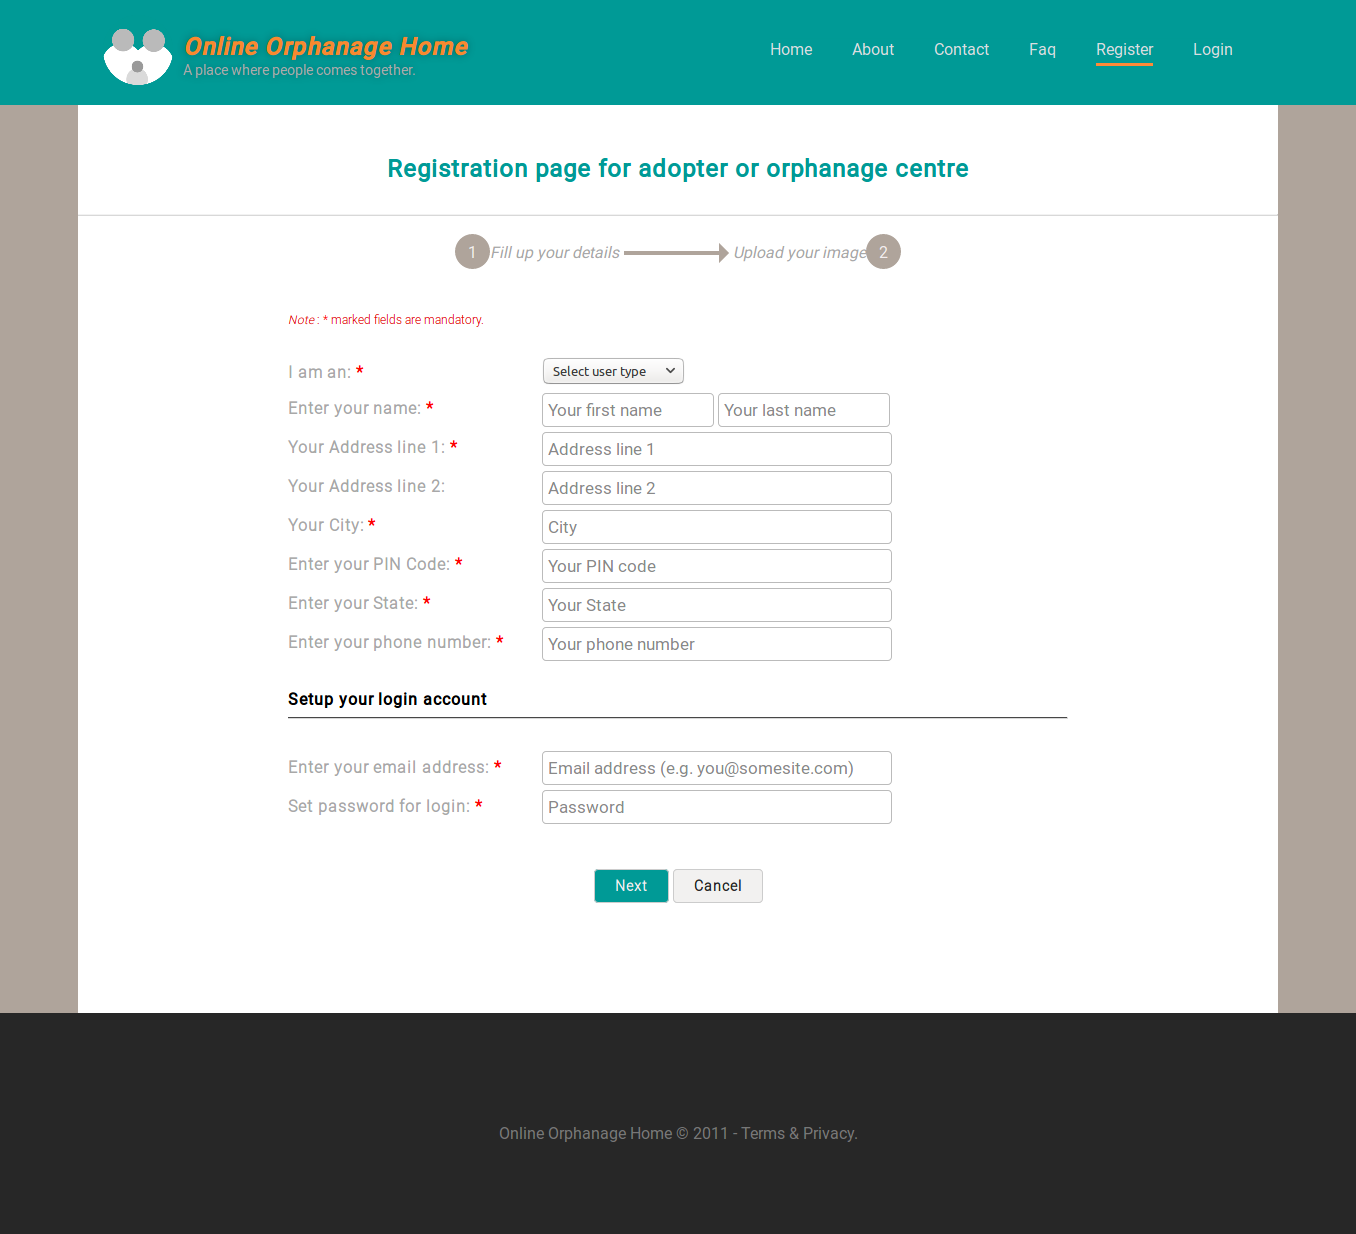 Online Orphanage Home
A place where people comes together.
Home About Contact Faq Register Login
Registration page for adopter or orphanage centre
1 Fill up your details Upload your image 2
Note : * marked fields are mandatory.
I am an: * Select user type
Enter your name: * Your first name Your last name
Your Address line 1: * Address line 1
Your Address line 2: Address line 2
Your City: * City
Enter your PIN Code: * Your PIN code
Enter your State: * Your State
Enter your phone number: * Your phone number
Setup your login account
Enter your email address: * Email address (e.g. you@somesite.com)
Set password for login: * Password
Next Cancel
Online Orphanage Home © 2011 - Terms & Privacy.